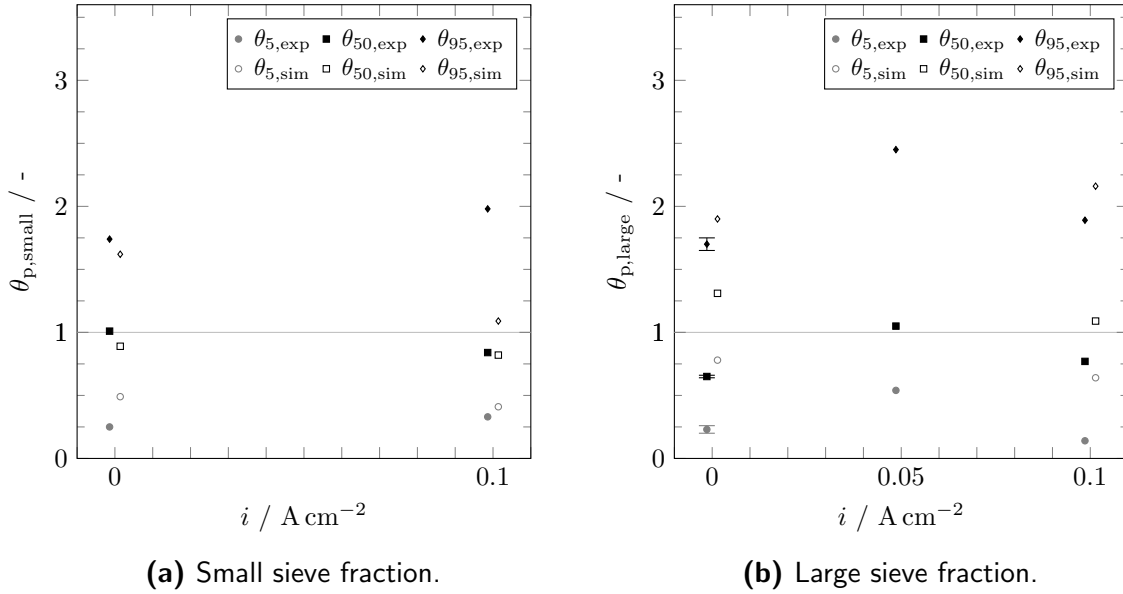 θ5,exp θ50,exp θ95,exp
θ5,sim θ50,sim θ95,sim
3
2
1
0
0 0.1
θp,small / -
i / A cm−2
(a) Small sieve fraction.
θ5,exp θ50,exp θ95,exp
θ5,sim θ50,sim θ95,sim
3
2
1
0
0 0.05 0.1
θp,large / -
i / A cm−2
(b) Large sieve fraction.